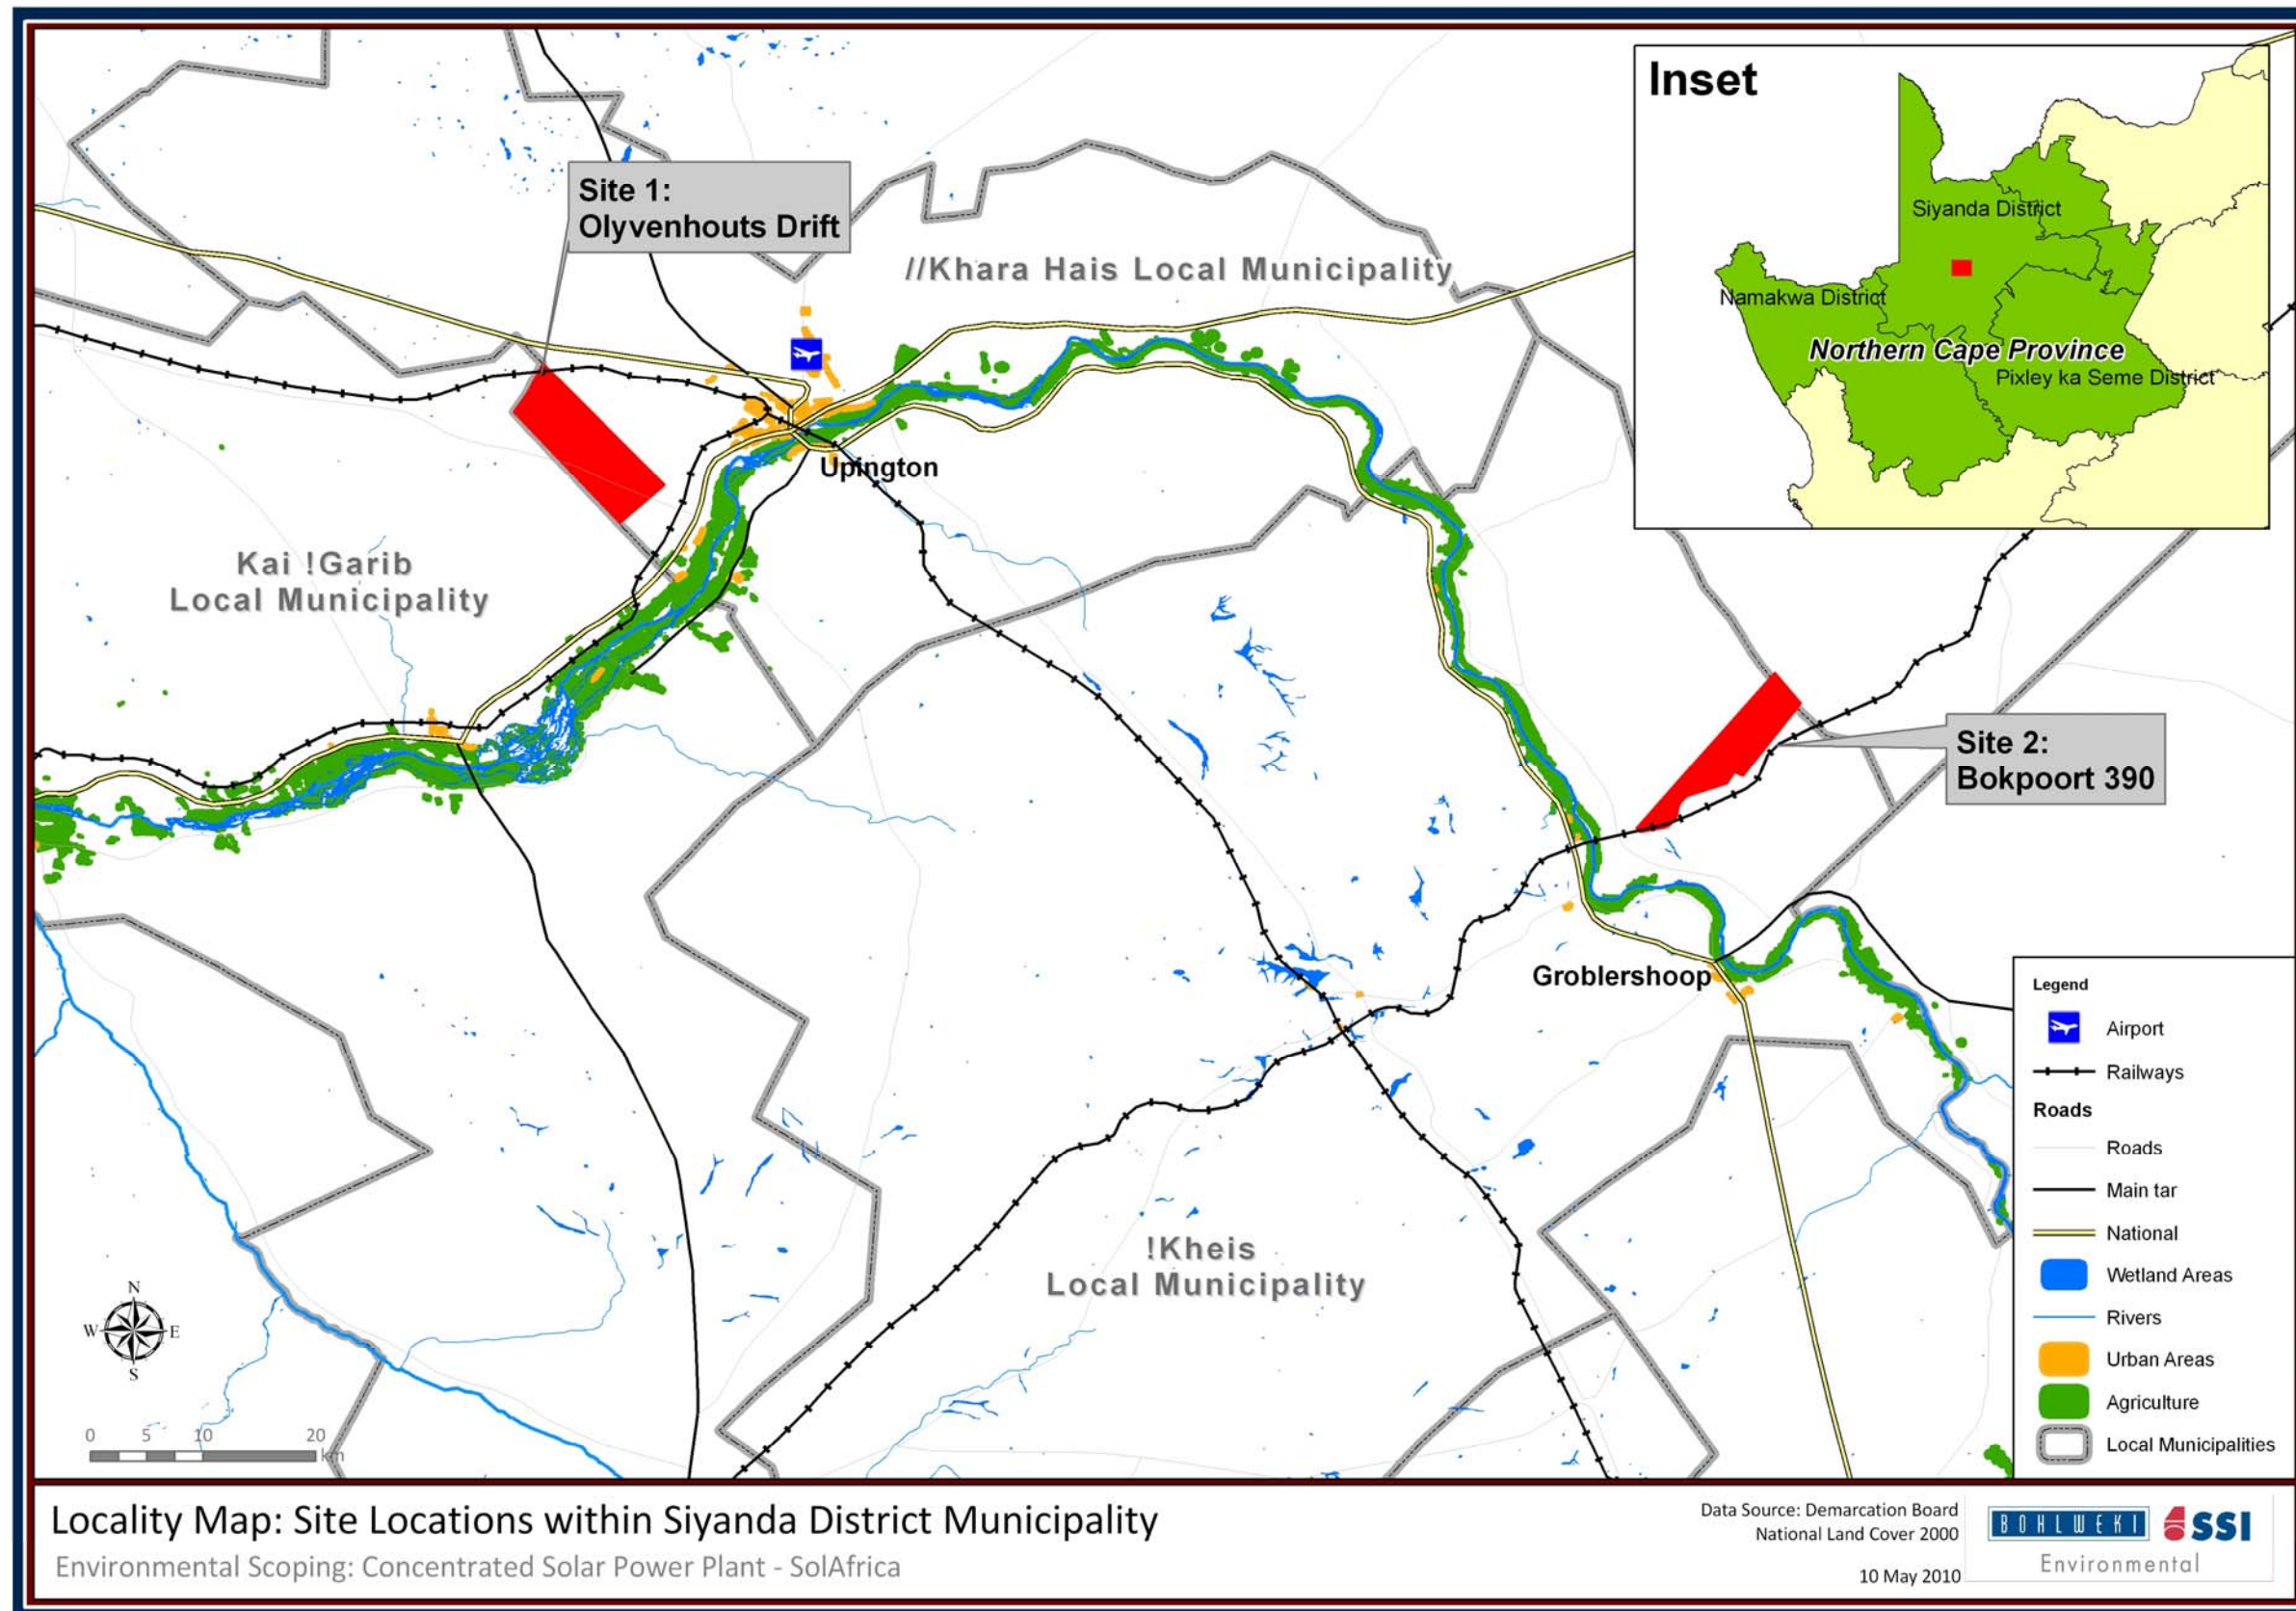 Inset
Siyanda District
Namakwa District
Northern Cape Province
Pixley ka Seme District
Site 1:
Olyvenhouts Drift
//Khara Hais Local Municipality
Upington
Kai !Garib
Local Municipality
Site 2:
Bokpoort 390
Groblershoop
!Kheis
Local Municipality
N
W E
S
0 5 10 20
km
Legend
Airport
Railways
Roads
Roads
Main tar
National
Wetland Areas
Rivers
Urban Areas
Agriculture
Local Municipalities
Locality Map: Site Locations within Siyanda District Municipality
Environmental Scoping: Concentrated Solar Power Plant - SolAfrica
Data Source: Demarcation Board
National Land Cover 2000
10 May 2010
BOHLWEKI SSI
Environmental